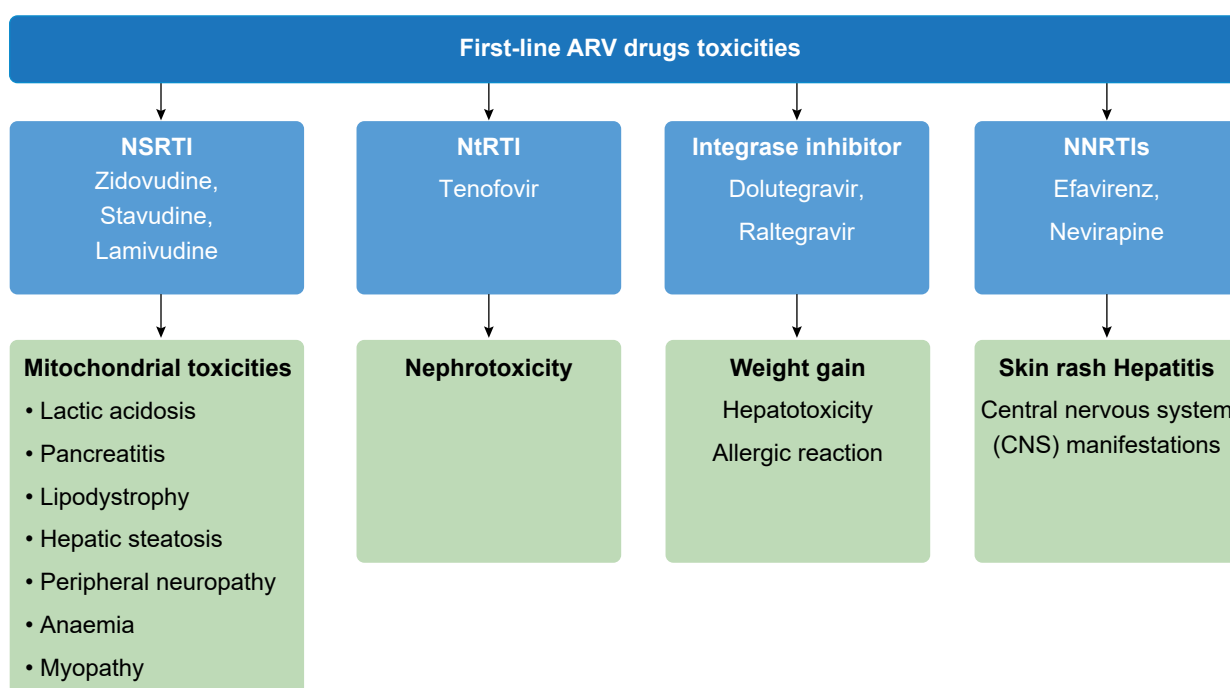 First-line ARV drugs toxicities
NSRTI
Zidovudine,
Stavudine,
Lamivudine
NtRTI
Tenofovir
Integrase inhibitor
Dolutegravir,
Raltegravir
NNRTIs
Efavirenz,
Nevirapine
Mitochondrial toxicities
• Lactic acidosis
• Pancreatitis
• Lipodystrophy
• Hepatic steatosis
• Peripheral neuropathy
• Anaemia
• Myopathy
Nephrotoxicity
Weight gain
Hepatotoxicity
Allergic reaction
Skin rash Hepatitis
Central nervous system
(CNS) manifestations